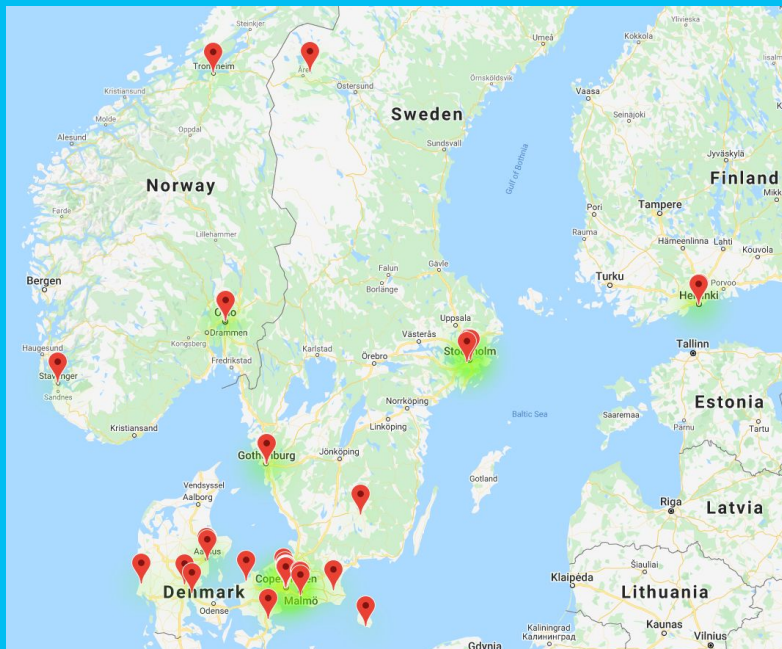 Steinkjer
Ylivieska
Umeå
Kokkola
Trondheim
Åre
Östersund
Örnsköldsvik
Kristiansund
Vaasa
Molde
Sweden
Seinäjoki
Oppdal
Alesund
Sundsvall
Jyväskylä
Gulf of Bothnia
Norway
Finland
Tampere
Pori
Farde
Lillehammer
Rauma
Hämeenlinna
Lahti
Kouvola
Falun
Gävle
Bergen
Turku
Borlänge
Porvoo
Helsinki
Oslo
Uppsala
Drammen
Västerås
Kongsberg
Tallinn
Haugesund
Karlstad
Örebro
Stockholm
Fredrikstad
Stavanger
Sandnes
Norrköping
Estonia
Baltic Sea
Saaremaa
Kristiansand
Linköping
Pärnu
Tartu
Gothenburg
Jönköping
Gotland
Vendsyssel
Aalborg
Riga
Latvia
Aarhus
Šiauliai
Copenhagen
Klaipėda
Denmark
Lithuania
Malmö
Odense
Kaunas
Kaliningrad
Калининград
Vilnius
Gdynia